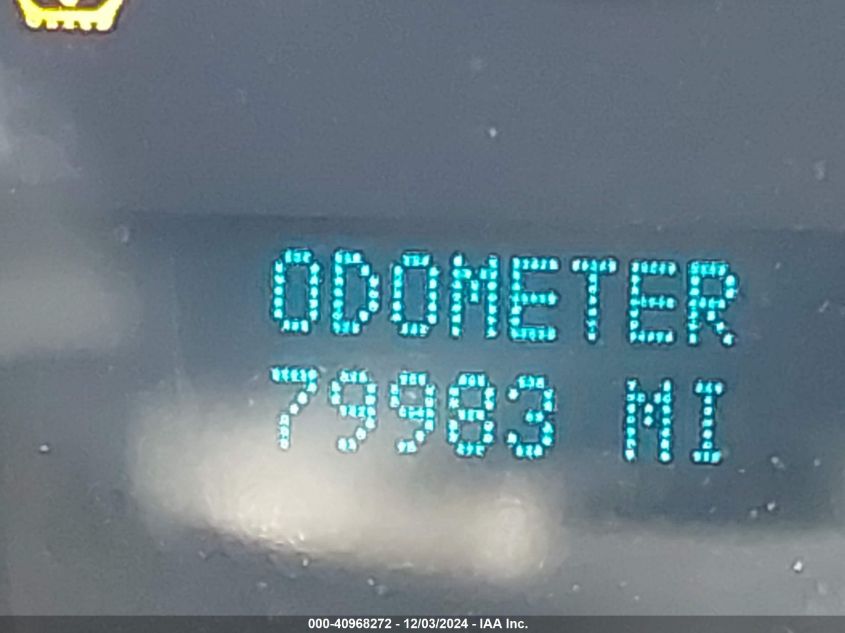 ODOMETER
79983 MI
000-40968272 - 12/03/2024 - IAA Inc.